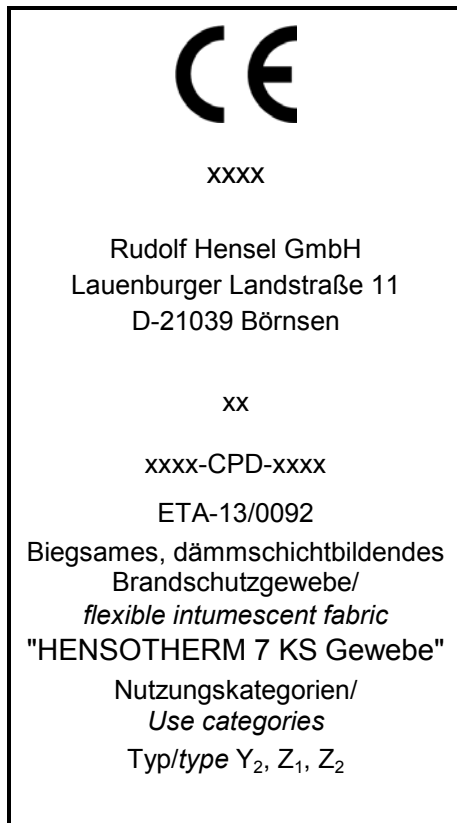 CE
xxxx
Rudolf Hensel GmbH
Lauenburger Landstraße 11
D-21039 Börnsen
xx
xxxx-CPD-xxxx
ETA-13/0092
Biegsames, dämmschichtbildendes
Brandschutzgewebe/
flexible intumescent fabric
"HENSOTHERM 7 KS Gewebe"
Nutzungskategorien/
Use categories
Typ/type Y₂, Z₁, Z₂